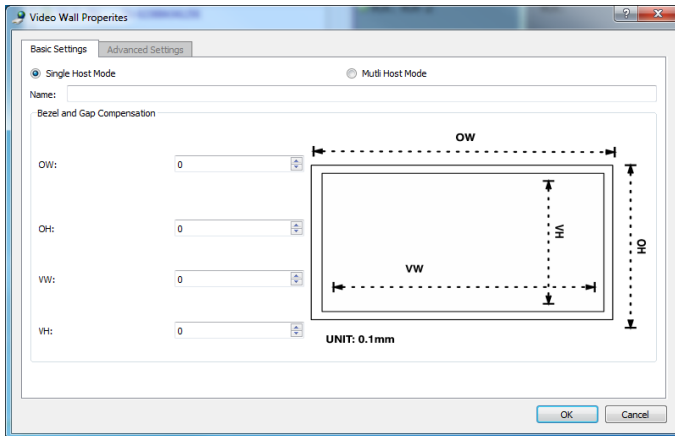 Video Wall Properites
Basic Settings
Advanced Settings
Single Host Mode
Mutli Host Mode
Name:
Bezel and Gap Compensation
OW:
0
OH:
0
VW:
0
VH:
0
OW
VH
OH
VW
UNIT: 0.1mm
OK
Cancel